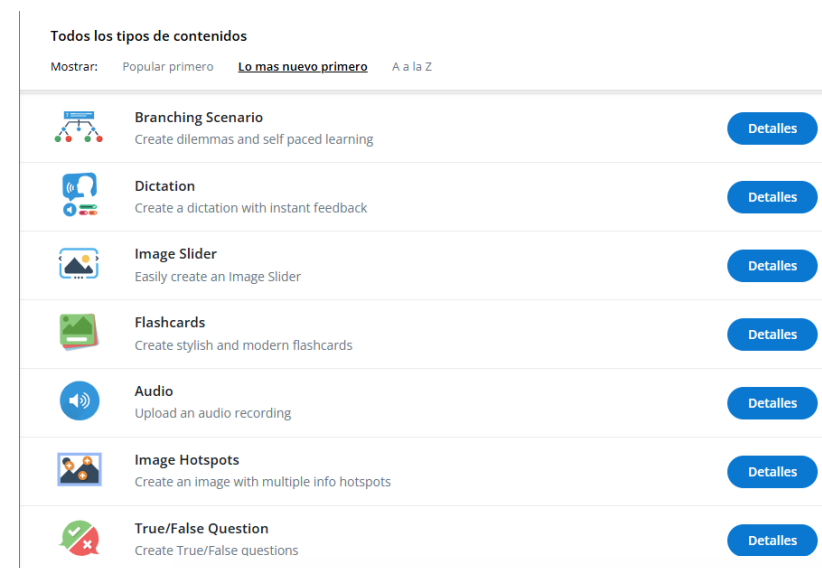 Todos los tipos de contenidos
Mostrar: Popular primero Lo mas nuevo primero A a la Z
Branching Scenario
Create dilemmas and self paced learning
Detalles
Dictation
Create a dictation with instant feedback
Detalles
Image Slider
Easily create an Image Slider
Detalles
Flashcards
Create stylish and modern flashcards
Detalles
Audio
Upload an audio recording
Detalles
Image Hotspots
Create an image with multiple info hotspots
Detalles
True/False Question
Create True/False questions
Detalles